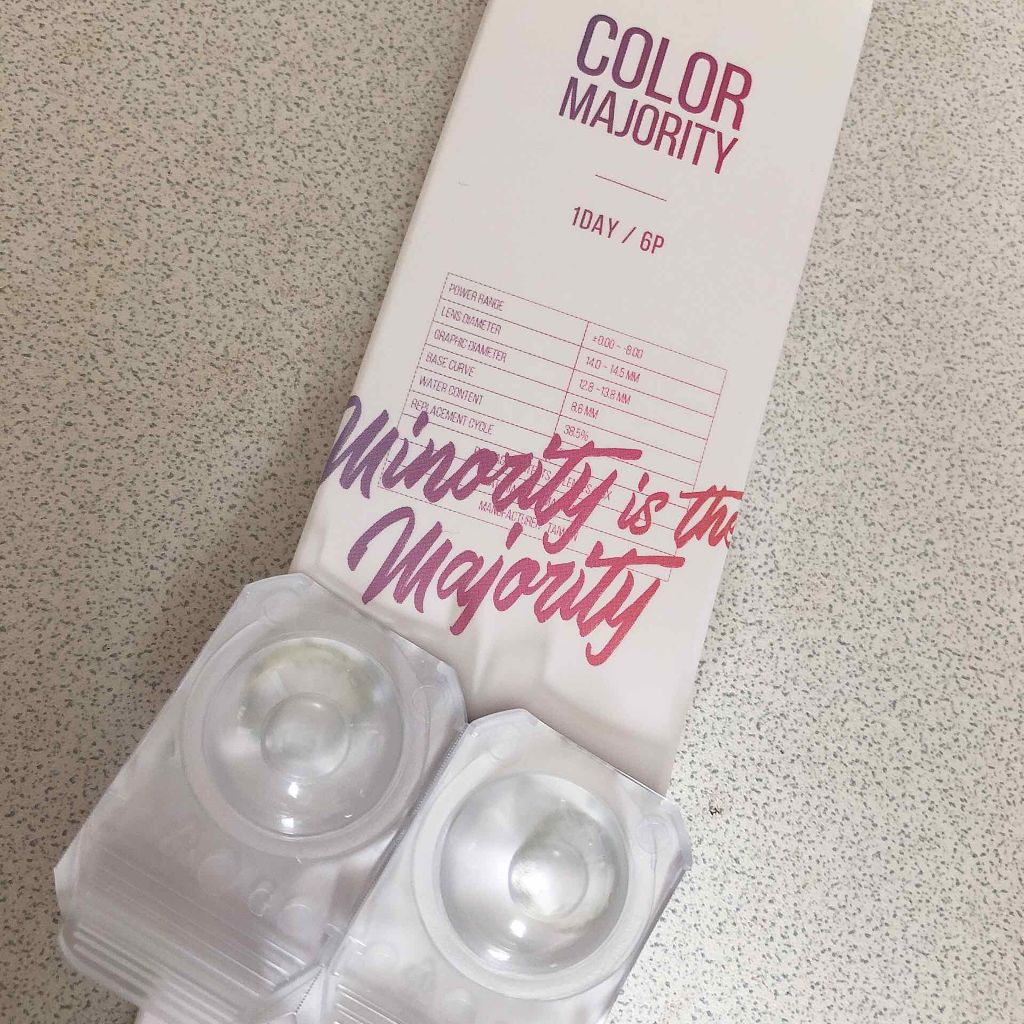 COLOR
MAJORITY
1DAY / 6P
POWER RANGE ±0.00 ~ -8.00
LENS DIAMETER 14.0 ~ 14.5 MM
GRAPHIC DIAMETER 12.8 ~ 13.8 MM
BASE CURVE 8.6 MM
WATER CONTENT 38.5%
REPLACEMENT CYCLE
MANUFACTURER
Minority is the
Majority